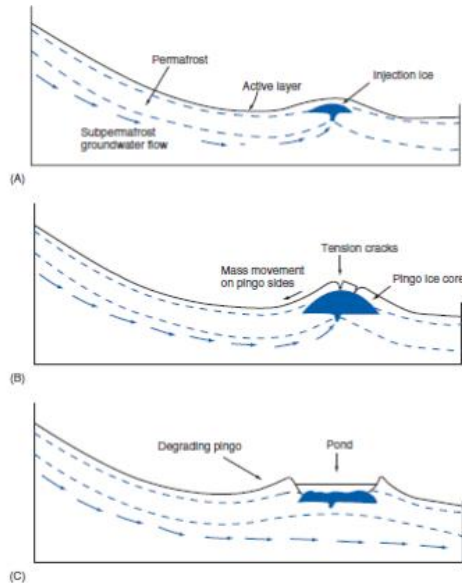 Permafrost
Injection ice
Active layer
Subpermafrost
groundwater flow
(A)
Tension cracks
Mass movement
on pingo sides
Pingo ice core
(B)
Degrading pingo
Pond
(C)